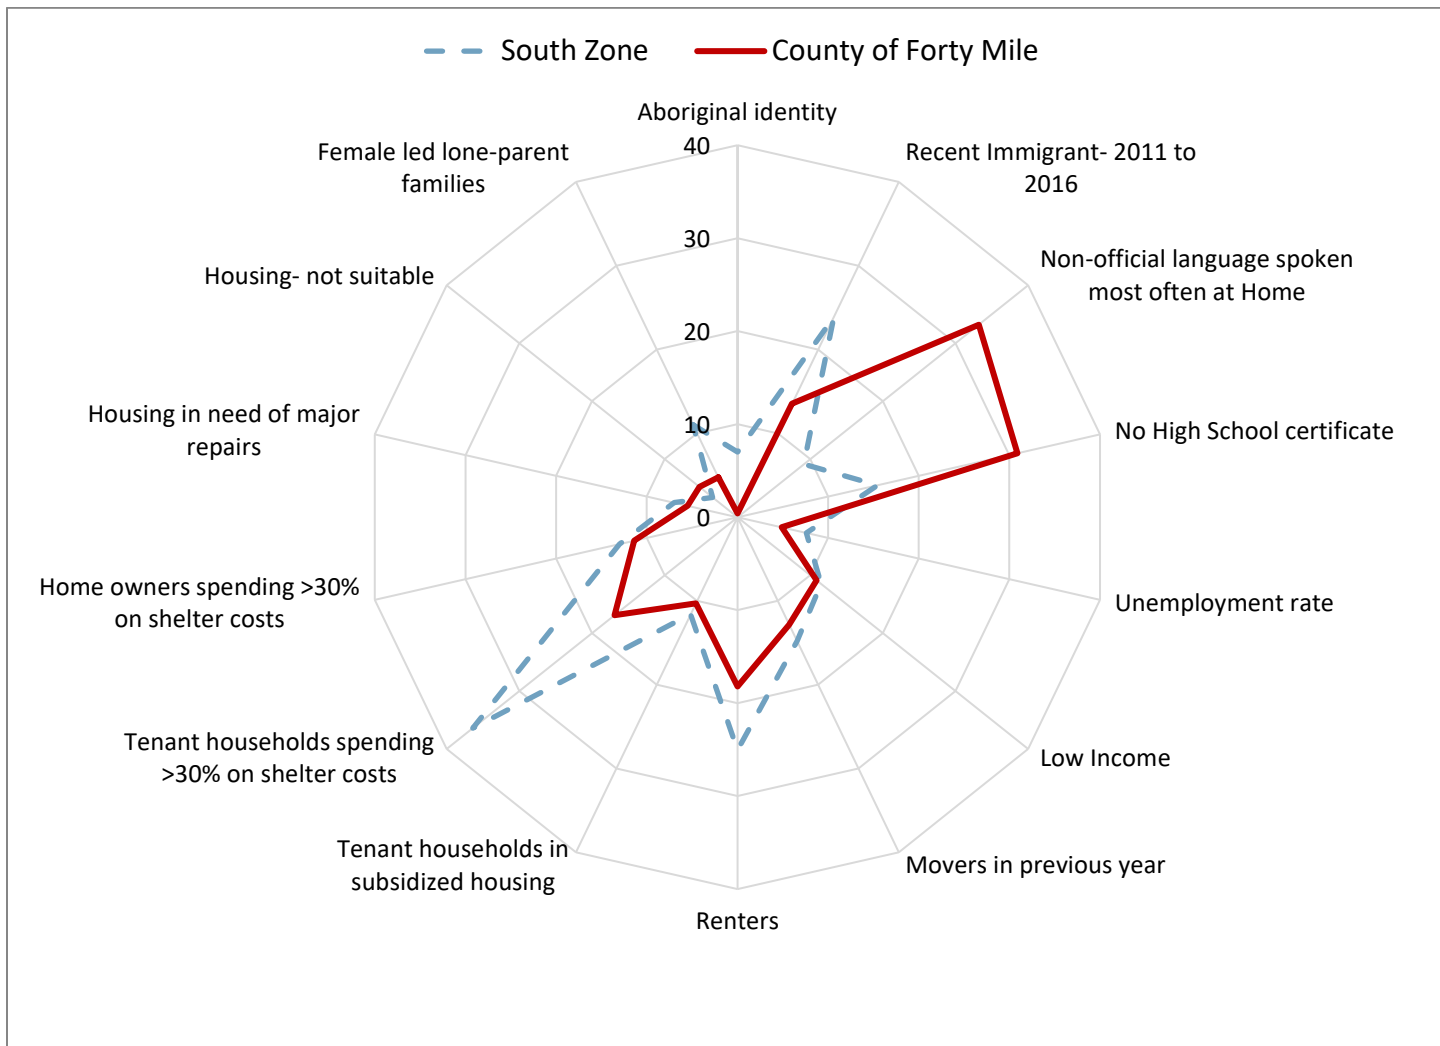 South Zone
County of Forty Mile
Aboriginal identity
Recent Immigrant- 2011 to
2016
Non-official language spoken
most often at Home
No High School certificate
Unemployment rate
Low Income
Movers in previous year
Renters
Tenant households in
subsidized housing
Tenant households spending
>30% on shelter costs
Home owners spending >30%
on shelter costs
Housing in need of major
repairs
Housing- not suitable
Female led lone-parent
families
40
30
20
10
0